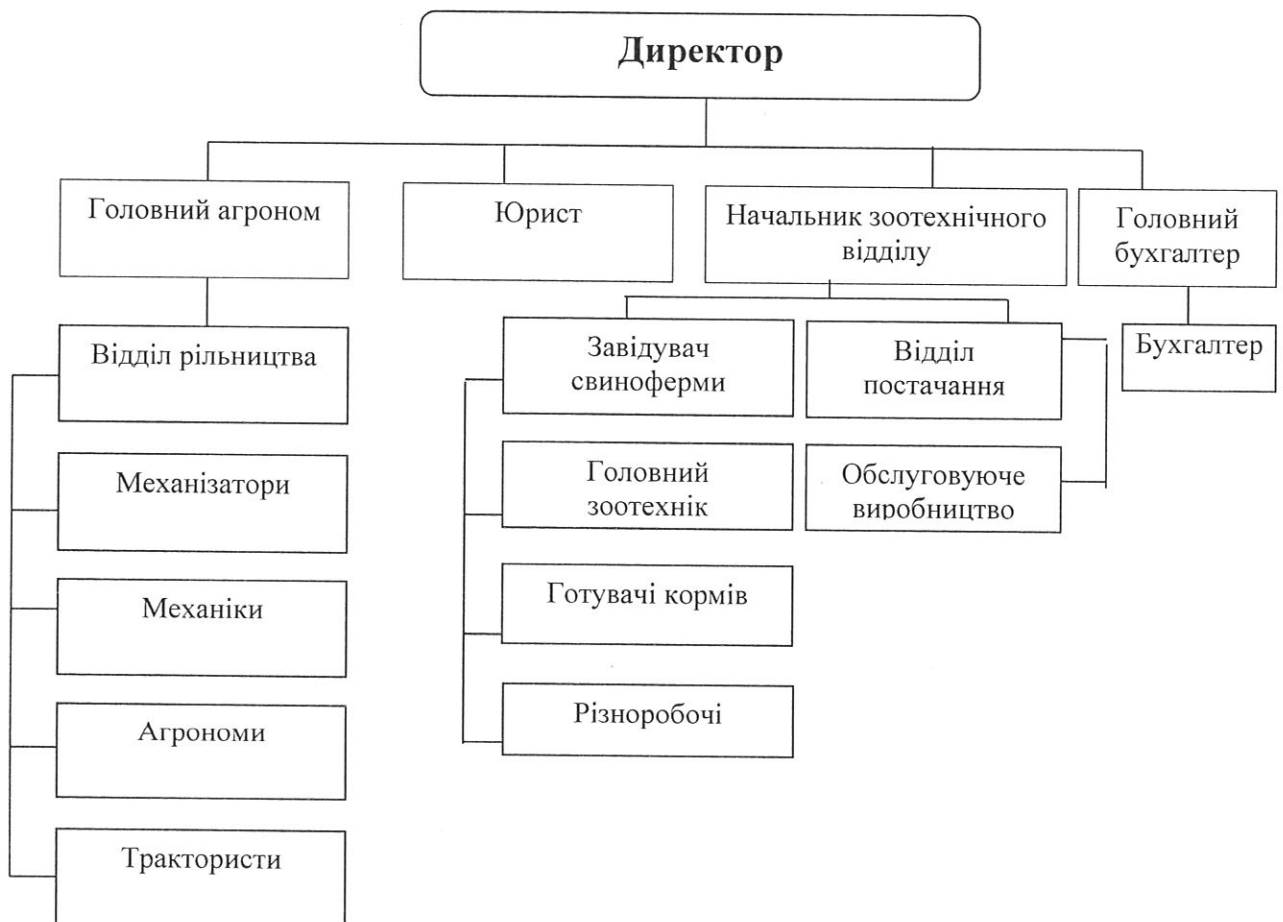 Директор
Головний агроном
Юрист
Начальник зоотехнічного
відділу
Головний
бухгалтер
Відділ рільництва
Завідувач
свиноферми
Відділ
постачання
Бухгалтер
Механізатори
Головний
зоотехнік
Обслуговуюче
виробництво
Механіки
Готувачі кормів
Агрономи
Різноробочі
Трактористи